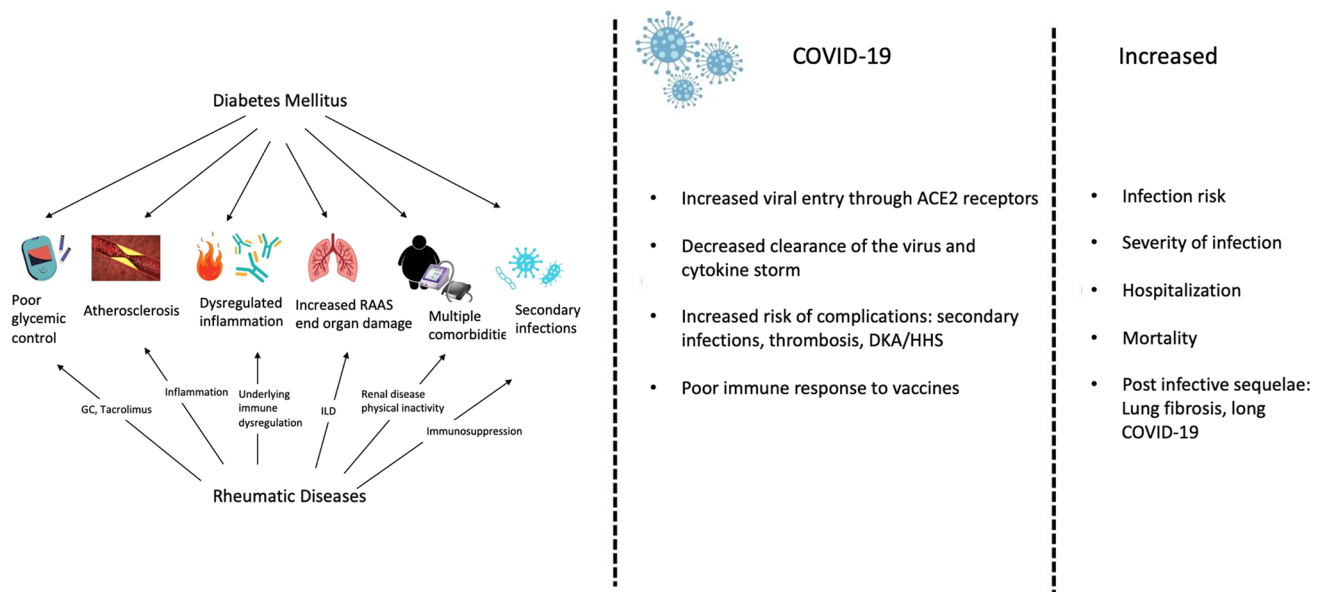 Diabetes Mellitus
Poor
glycemic
control
Atherosclerosis
Dysregulated
inflammation
Increased RAAS
end organ damage
Multiple
comorbiditie
Secondary
infections
GC, Tacrolimus
Inflammation
Underlying
immune
dysregulation
ILD
Renal disease
physical inactivity
Immunosuppression
Rheumatic Diseases
COVID-19
• Increased viral entry through ACE2 receptors
• Decreased clearance of the virus and
cytokine storm
• Increased risk of complications: secondary
infections, thrombosis, DKA/HHS
• Poor immune response to vaccines
Increased
• Infection risk
• Severity of infection
• Hospitalization
• Mortality
• Post infective sequelae:
Lung fibrosis, long
COVID-19